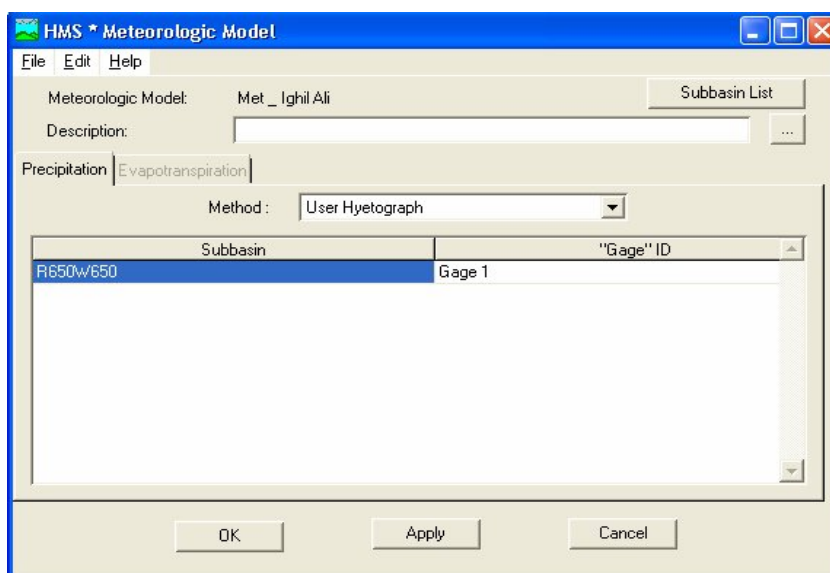 HMS * Meteorologic Model
File Edit Help
Meteorologic Model: Met _ Ighil Ali Subbasin List
Description: ...
Precipitation Evapotranspiration
Method : User Hyetograph
Subbasin "Gage" ID
R650W650 Gage 1
OK Apply Cancel